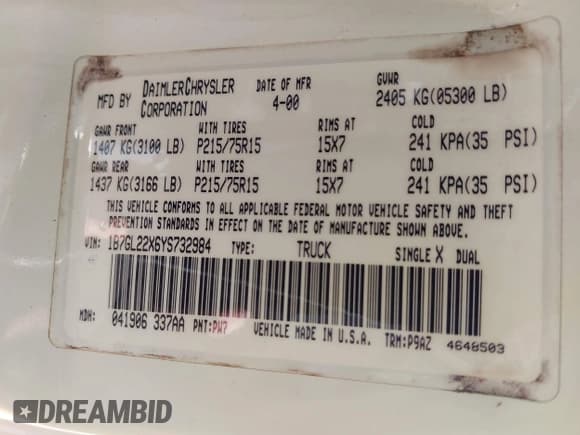 MFD BY DAIMLERCHRYSLER CORPORATION DATE OF MFR 4-00 GVWR 2405 KG(05300 LB)
GAWR FRONT WITH TIRES RIMS AT COLD
1407 KG(3100 LB) P215/75R15 15X7 241 KPA(35 PSI)
GAWR REAR WITH TIRES RIMS AT COLD
1437 KG(3166 LB) P215/75R15 15X7 241 KPA(35 PSI)
THIS VEHICLE CONFORMS TO ALL APPLICABLE FEDERAL MOTOR VEHICLE SAFETY AND THEFT
PREVENTION STANDARDS IN EFFECT ON THE DATE OF MANUFACTURE SHOWN ABOVE.
VIN: 1B7GL22X6YS732984 TYPE: TRUCK SINGLE X DUAL
MDH: 041906 337AA PNT:PW7 VEHICLE MADE IN U.S.A. TRM:P9AZ 4648503
DREAMBID